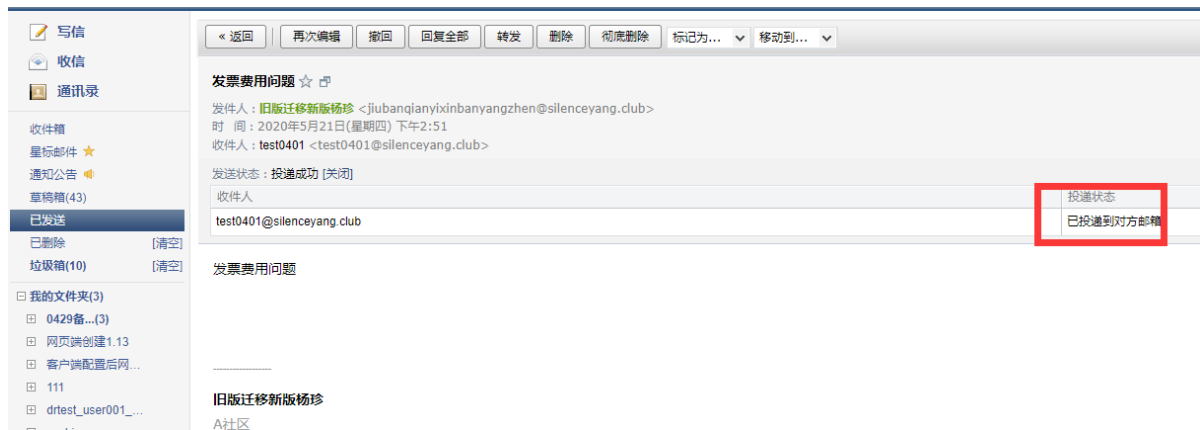 写信
收信
通讯录
收件箱
星标邮件
通知公告
草稿箱(43)
已发送
已删除 [清空]
垃圾箱(10) [清空]
我的文件夹(3)
0429备...(3)
网页端创建1.13
客户端配置后网...
111
drtest_user001_...
« 返回 再次编辑 撤回 回复全部 转发 删除 彻底删除 标记为... 移动到...
发票费用问题
发件人：旧版迁移新版杨珍 <jiubanqianyixinbanyangzhen@silenceyang.club>
时 间：2020年5月21日(星期四) 下午2:51
收件人：test0401 <test0401@silenceyang.club>
发送状态：投递成功 [关闭]
收件人 投递状态
test0401@silenceyang.club 已投递到对方邮箱
发票费用问题
旧版迁移新版杨珍
A社区